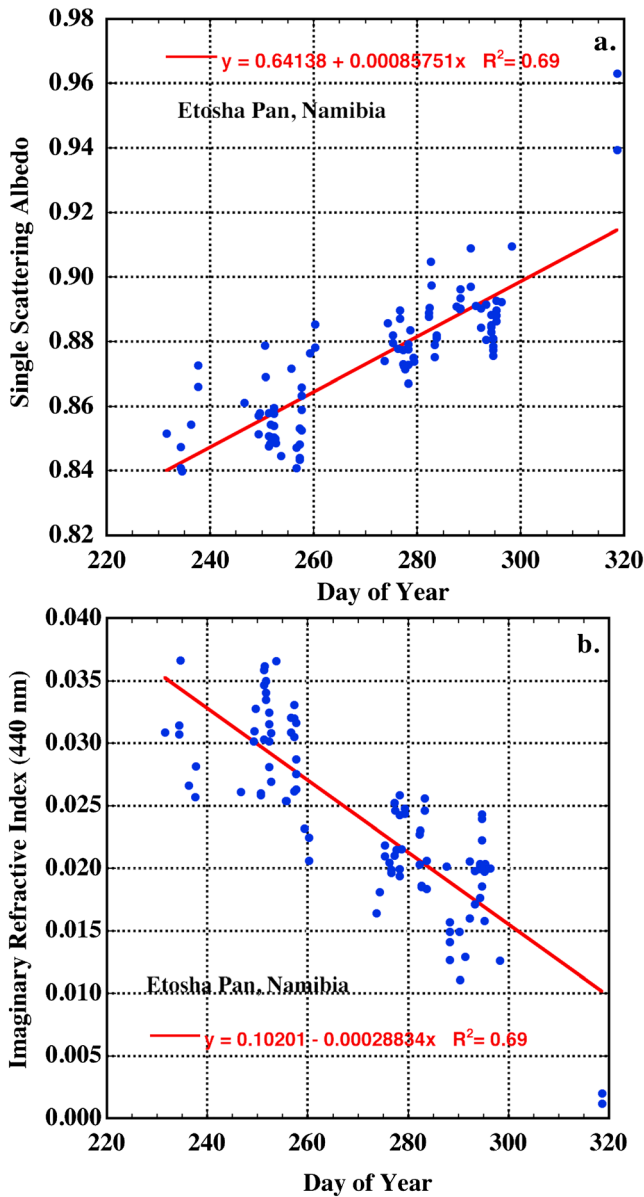 0.98
a.
y = 0.64138 + 0.00085751x R2= 0.69
0.96
Etosha Pan, Namibia
0.94
0.92
0.90
0.88
0.86
0.84
0.82
Single Scattering Albedo
220 240 260 280 300 320
Day of Year
0.040
b.
0.035
0.030
0.025
0.020
0.015
0.010
Etosha Pan, Namibia
y = 0.10201 - 0.00028834x R2= 0.69
0.005
0.000
Imaginary Refractive Index (440 nm)
220 240 260 280 300 320
Day of Year